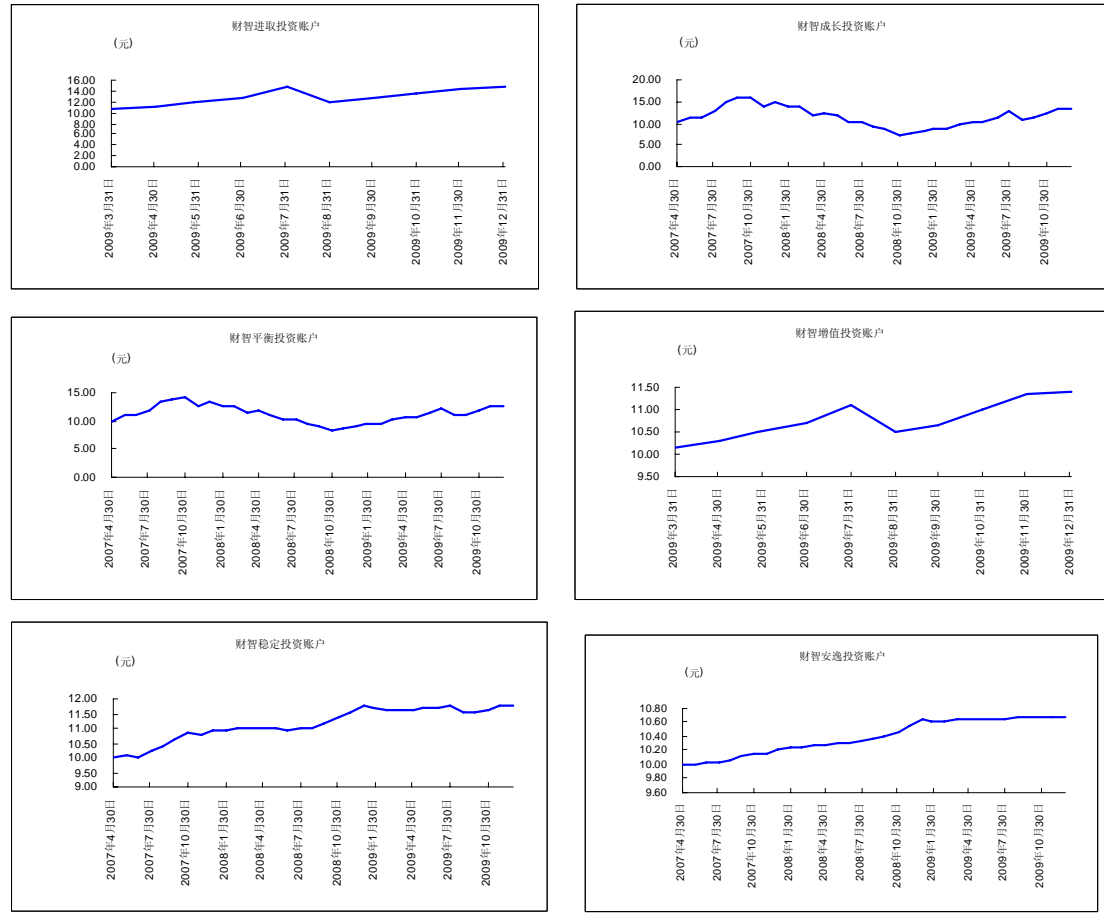 财智进取投资账户
(元)
16.00
14.00
12.00
10.00
8.00
6.00
4.00
2.00
0.00
2009年3月31日
2009年4月30日
2009年5月31日
2009年6月30日
2009年7月31日
2009年8月31日
2009年9月30日
2009年10月31日
2009年11月30日
2009年12月31日
财智成长投资账户
(元)
20.00
15.00
10.00
5.00
0.00
2007年4月30日
2007年7月30日
2007年10月30日
2008年1月30日
2008年4月30日
2008年7月30日
2008年10月30日
2009年1月30日
2009年4月30日
2009年7月30日
2009年10月30日
财智平衡投资账户
(元)
15.00
10.00
5.00
0.00
2007年4月30日
2007年7月30日
2007年10月30日
2008年1月30日
2008年4月30日
2008年7月30日
2008年10月30日
2009年1月30日
2009年4月30日
2009年7月30日
2009年10月30日
财智增值投资账户
(元)
11.50
11.00
10.50
10.00
9.50
2009年3月31日
2009年4月30日
2009年5月31日
2009年6月30日
2009年7月31日
2009年8月31日
2009年9月30日
2009年10月31日
2009年11月30日
2009年12月31日
财智稳定投资账户
(元)
12.00
11.50
11.00
10.50
10.00
9.50
9.00
2007年4月30日
2007年7月30日
2007年10月30日
2008年1月30日
2008年4月30日
2008年7月30日
2008年10月30日
2009年1月30日
2009年4月30日
2009年7月30日
2009年10月30日
财智安逸投资账户
(元)
10.80
10.60
10.40
10.20
10.00
9.80
9.60
2007年4月30日
2007年7月30日
2007年10月30日
2008年1月30日
2008年4月30日
2008年7月30日
2008年10月30日
2009年1月30日
2009年4月30日
2009年7月30日
2009年10月30日